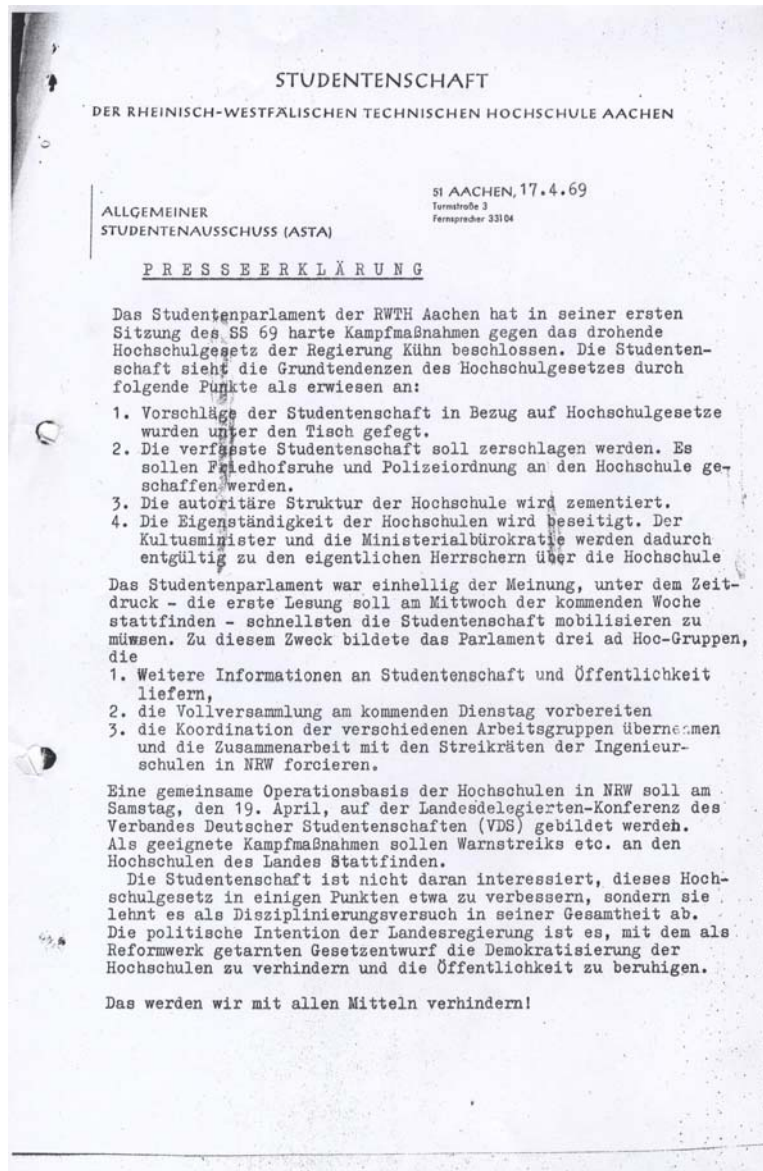 STUDENTENSCHAFT
DER RHEINISCH-WESTFÄLISCHEN TECHNISCHEN HOCHSCHULE AACHEN
51 AACHEN, 17.4.69
Turmstraße 3
Fernsprecher 33104
ALLGEMEINER
STUDENTENAUSSCHUSS (ASTA)
PRESSEERKLÄRUNG
Das Studentenparlament der RWTH Aachen hat in seiner ersten
Sitzung des SS 69 harte Kampfmaßnahmen gegen das drohende
Hochschulgesetz der Regierung Kühn beschlossen. Die Studenten-
schaft sieht die Grundtendenzen des Hochschulgesetzes durch
folgende Punkte als erwiesen an:
1. Vorschläge der Studentenschaft in Bezug auf Hochschulgesetze
wurden unter den Tisch gefegt.
2. Die verfasste Studentenschaft soll zerschlagen werden. Es
sollen Friedhofsruhe und Polizeiordnung an den Hochschule ge-
schaffen werden.
3. Die autoritäre Struktur der Hochschule wird zementiert.
4. Die Eigenständigkeit der Hochschulen wird beseitigt. Der
Kultusminister und die Ministerialbürokratie werden dadurch
entgültig zu den eigentlichen Herrschern über die Hochschule
Das Studentenparlament war einhellig der Meinung, unter dem Zeit-
druck - die erste Lesung soll am Mittwoch der kommenden Woche
stattfinden - schnellsten die Studentenschaft mobilisieren zu
müssen. Zu diesem Zweck bildete das Parlament drei ad Hoc-Gruppen,
die
1. Weitere Informationen an Studentenschaft und Öffentlichkeit
liefern,
2. die Vollversammlung am kommenden Dienstag vorbereiten
3. die Koordination der verschiedenen Arbeitsgruppen übernehmen
und die Zusammenarbeit mit den Streikräten der Ingenieur-
schulen in NRW forcieren.
Eine gemeinsame Operationsbasis der Hochschulen in NRW soll am
Samstag, den 19. April, auf der Landesdelegierten-Konferenz des
Verbandes Deutscher Studentenschaften (VDS) gebildet werden.
Als geeignete Kampfmaßnahmen sollen Warnstreiks etc. an den
Hochschulen des Landes Stattfinden.
Die Studentenschaft ist nicht daran interessiert, dieses Hoch-
schulgesetz in einigen Punkten etwa zu verbessern, sondern sie
lehnt es als Disziplinierungsversuch in seiner Gesamtheit ab.
Die politische Intention der Landesregierung ist es, mit dem als
Reformwerk getarnten Gesetzentwurf die Demokratisierung der
Hochschulen zu verhindern und die Öffentlichkeit zu beruhigen.
Das werden wir mit allen Mitteln verhindern!